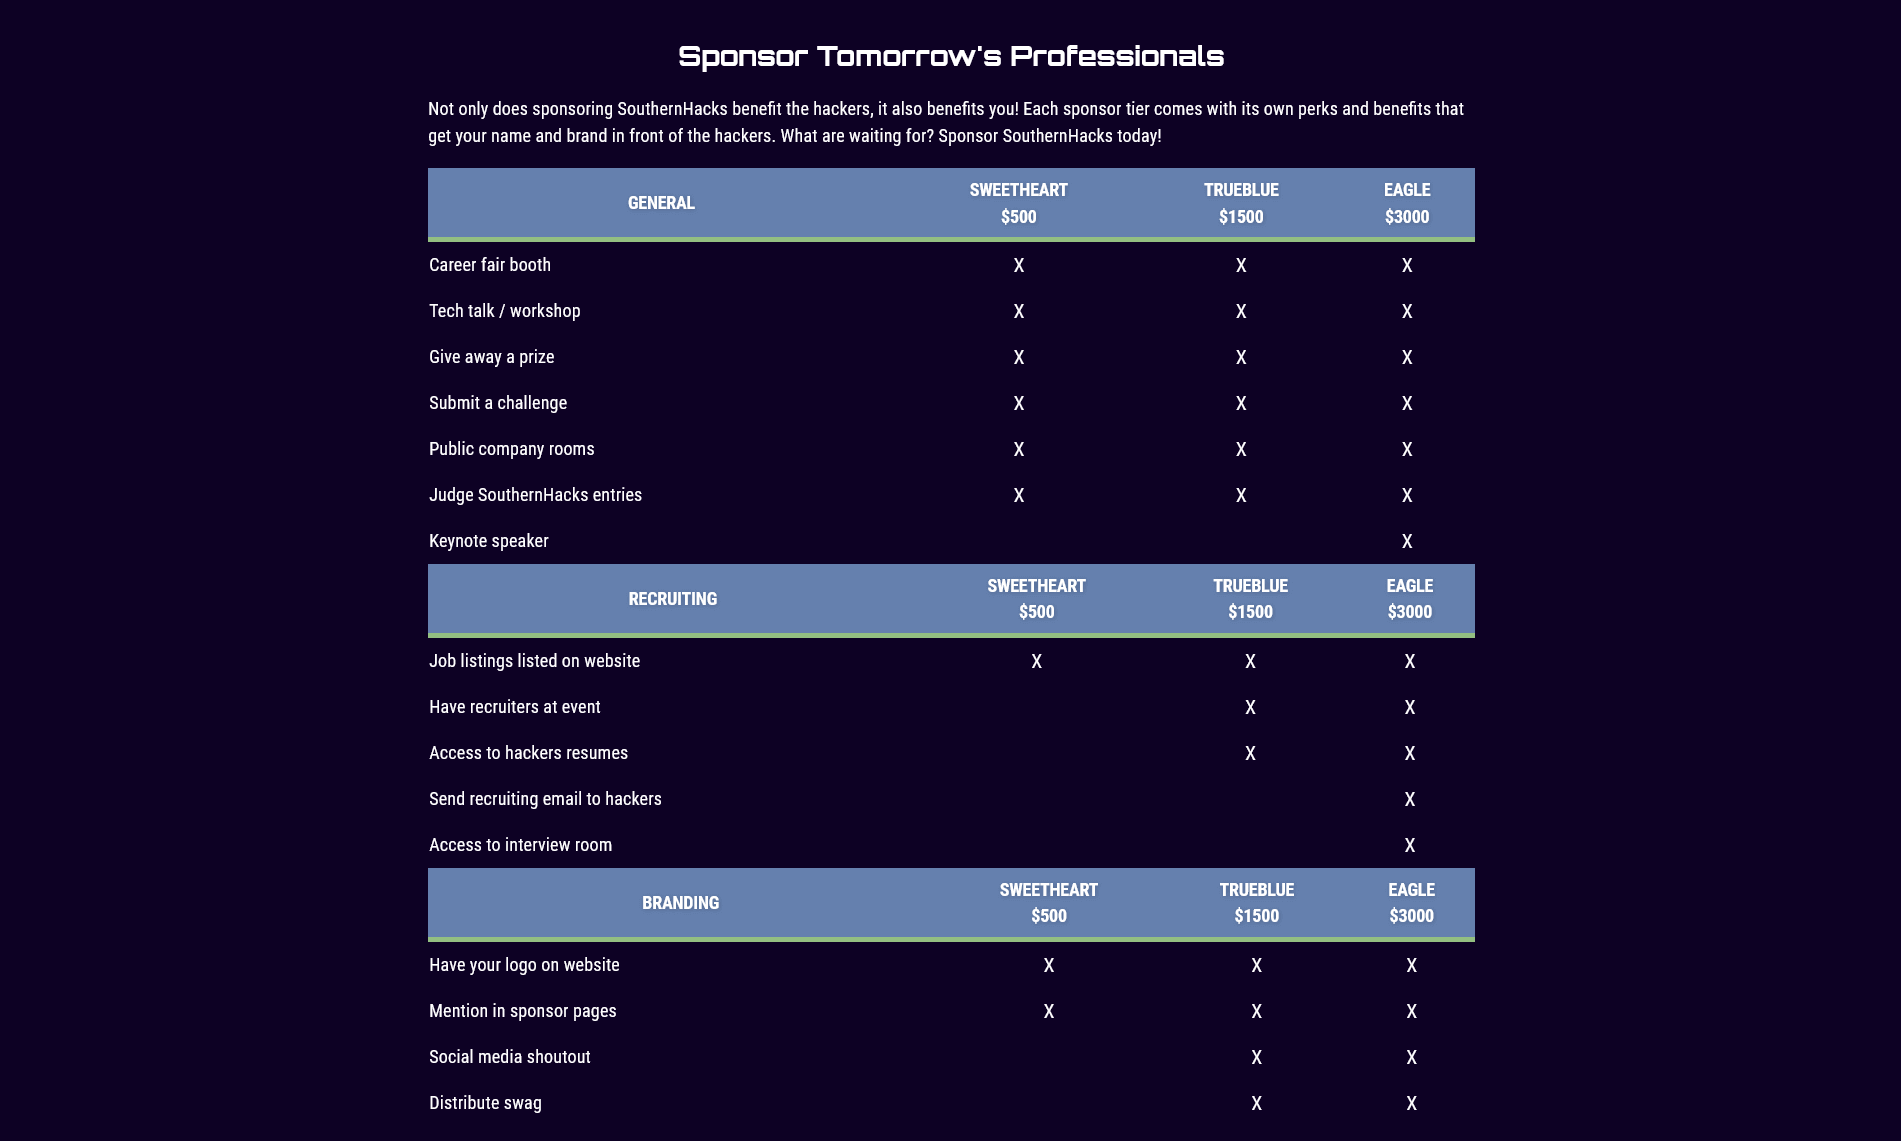 Sponsor Tomorrow's Professionals
Not only does sponsoring SouthernHacks benefit the hackers, it also benefits you! Each sponsor tier comes with its own perks and benefits that
get your name and brand in front of the hackers. What are waiting for? Sponsor SouthernHacks today!
GENERAL SWEETHEART $500 TRUEBLUE $1500 EAGLE $3000
Career fair booth X X X
Tech talk / workshop X X X
Give away a prize X X X
Submit a challenge X X X
Public company rooms X X X
Judge SouthernHacks entries X X X
Keynote speaker X
RECRUITING SWEETHEART $500 TRUEBLUE $1500 EAGLE $3000
Job listings listed on website X X X
Have recruiters at event X X
Access to hackers resumes X X
Send recruiting email to hackers X
Access to interview room X
BRANDING SWEETHEART $500 TRUEBLUE $1500 EAGLE $3000
Have your logo on website X X X
Mention in sponsor pages X X X
Social media shoutout X X
Distribute swag X X